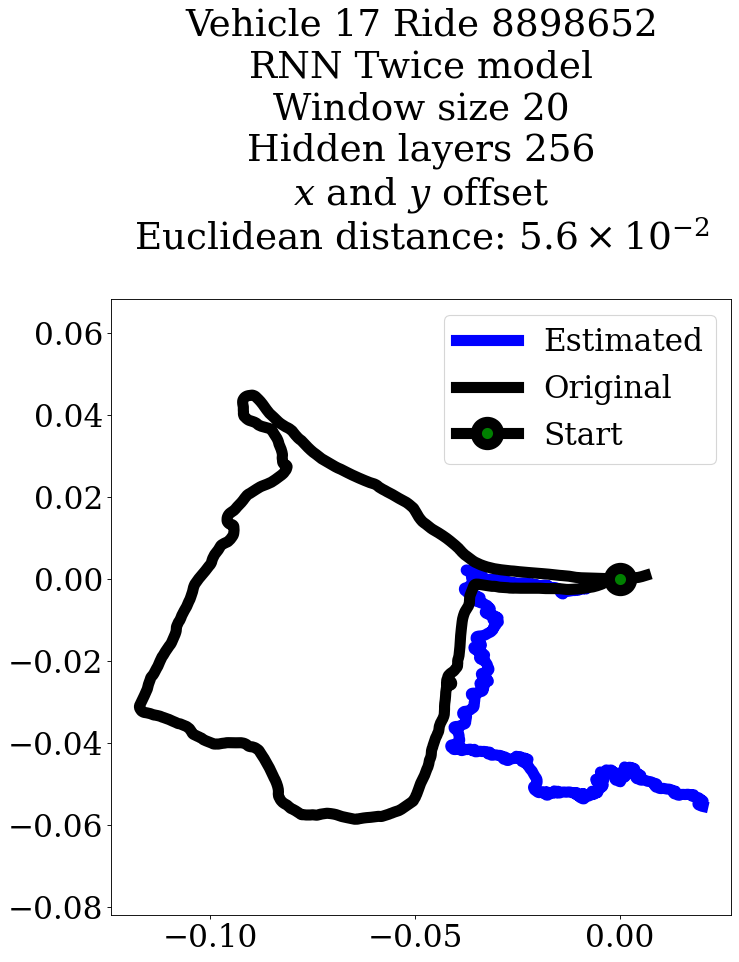 Vehicle 17 Ride 8898652
RNN Twice model
Window size 20
Hidden layers 256
x and y offset
Euclidean distance: 5.6 × 10⁻²
Estimated
Original
Start
0.06
0.04
0.02
0.00
−0.02
−0.04
−0.06
−0.08
−0.10
−0.05
0.00